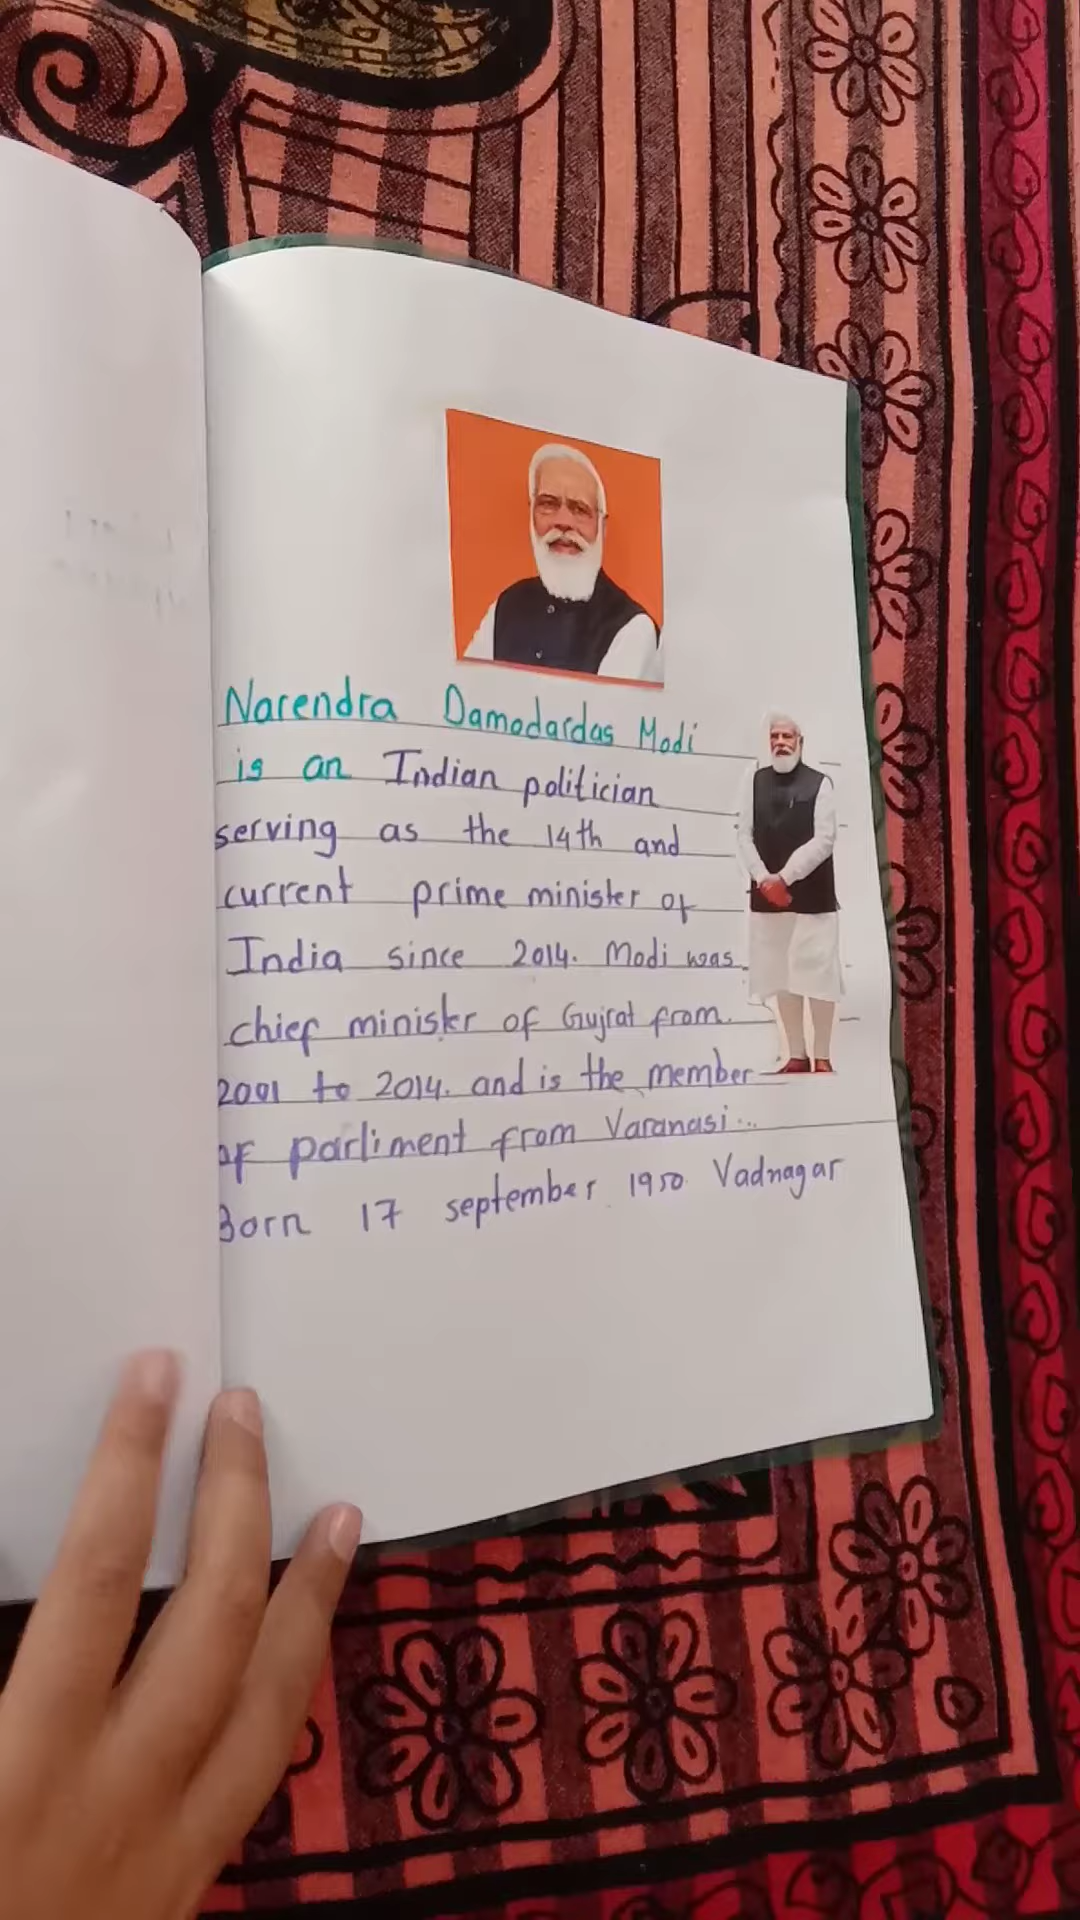 Narendra Damodardas Modi
is an Indian politician
serving as the 14th and
current prime minister of
India since 2014. Modi was
chief minister of Gujrat from
2001 to 2014. and is the member
of parliment from Varanasi...
Born 17 september 1950 Vadnagar